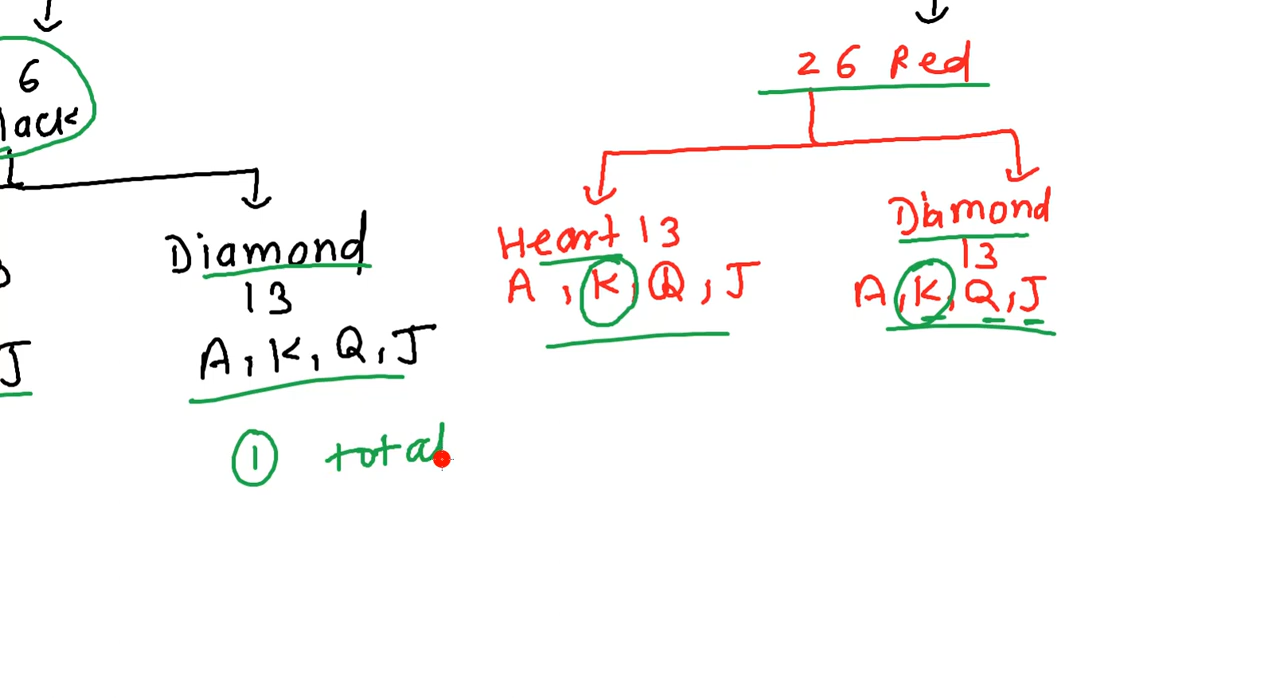 6
lack
26 Red
Diamond
13
A, K, Q, J
J
Heart 13
A, K, Q, J
Diamond
13
A, K, Q, J
① total